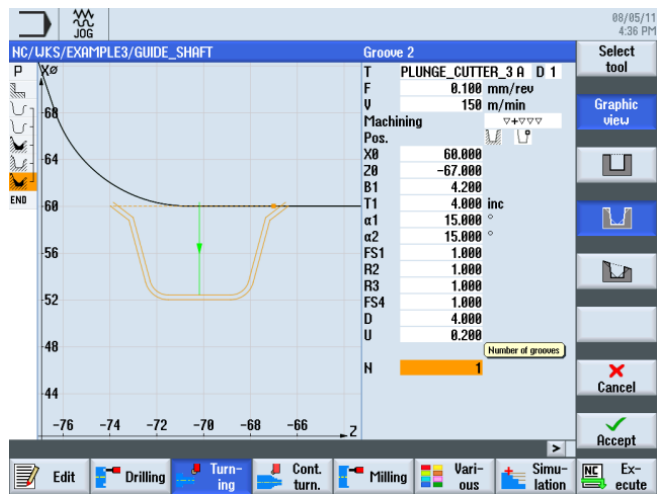 08/05/11
4:36 PM
JOG
NC/WKS/EXAMPLE3/GUIDE_SHAFT
Groove 2
Select tool
P
XØ
T PLUNGE_CUTTER_3 A D 1
F 0.100 mm/rev
V 150 m/min
Machining ▽+▽▽▽
Pos.
X0 60.000
Z0 -67.000
B1 4.200
T1 4.000 inc
α1 15.000 °
α2 15.000 °
FS1 1.000
R2 1.000
R3 1.000
FS4 1.000
D 4.000
U 0.200
Number of grooves
N 1
Graphic view
68
64
60
56
52
48
44
END
-76 -74 -72 -70 -68 -66 Z
Cancel
Accept
>
Edit
Drilling
Turn-
ing
Cont.
turn.
Milling
Vari-
ous
Simu-
lation
NC
Ex-
ecute